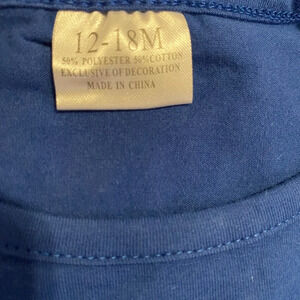 12-18M
50% POLYESTER 50%COTTON
EXCLUSIVE OF DECORATION
MADE IN CHINA